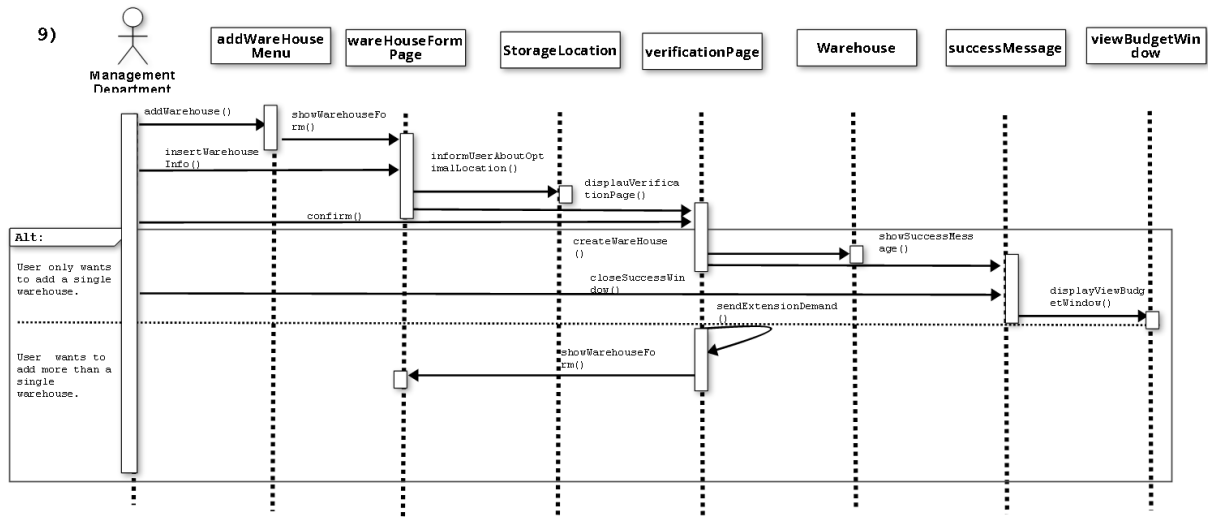 9)
Management
Department
addWareHouse
Menu
wareHouseForm
Page
StorageLocation
verificationPage
Warehouse
successMessage
viewBudgetWin
dow
addWarehouse()
showWarehouseFo
rm()
insertWarehouse
Info()
informUserAboutOpt
imalLocation()
displauVerifica
tionPage()
confirm()
Alt:
User only wants
to add a single
warehouse.
createWareHouse
()
showSuccessMess
age()
closeSuccessWin
dow()
displayViewBudg
etWindow()
sendExtensionDemand
()
User  wants to
add more than a
single
warehouse.
showWarehouseFo
rm()